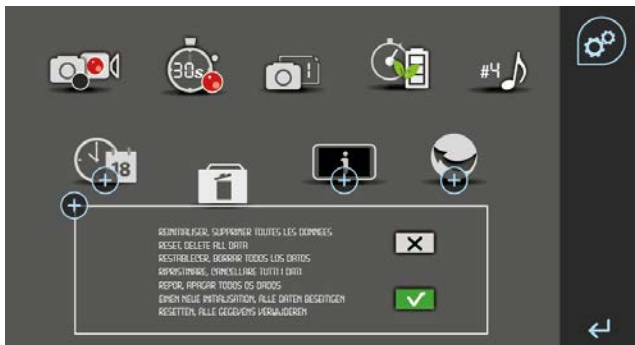 30s
1
#4
18
i
REINITIALISER, SUPPRIMER TOUTES LES DONNEES
RESET, DELETE ALL DATA
RESTABLECER, BORRAR TODOS LOS DATOS
RIPRISTINARE, CANCELLARE TUTTI I DATI
REPOR, APAGAR TODOS OS DADOS
EINEN NEUE INITIALISATION, ALLE DATEN BESEITIGEN
RESETTEN, ALLE GEGEVENS VERWIJDEREN